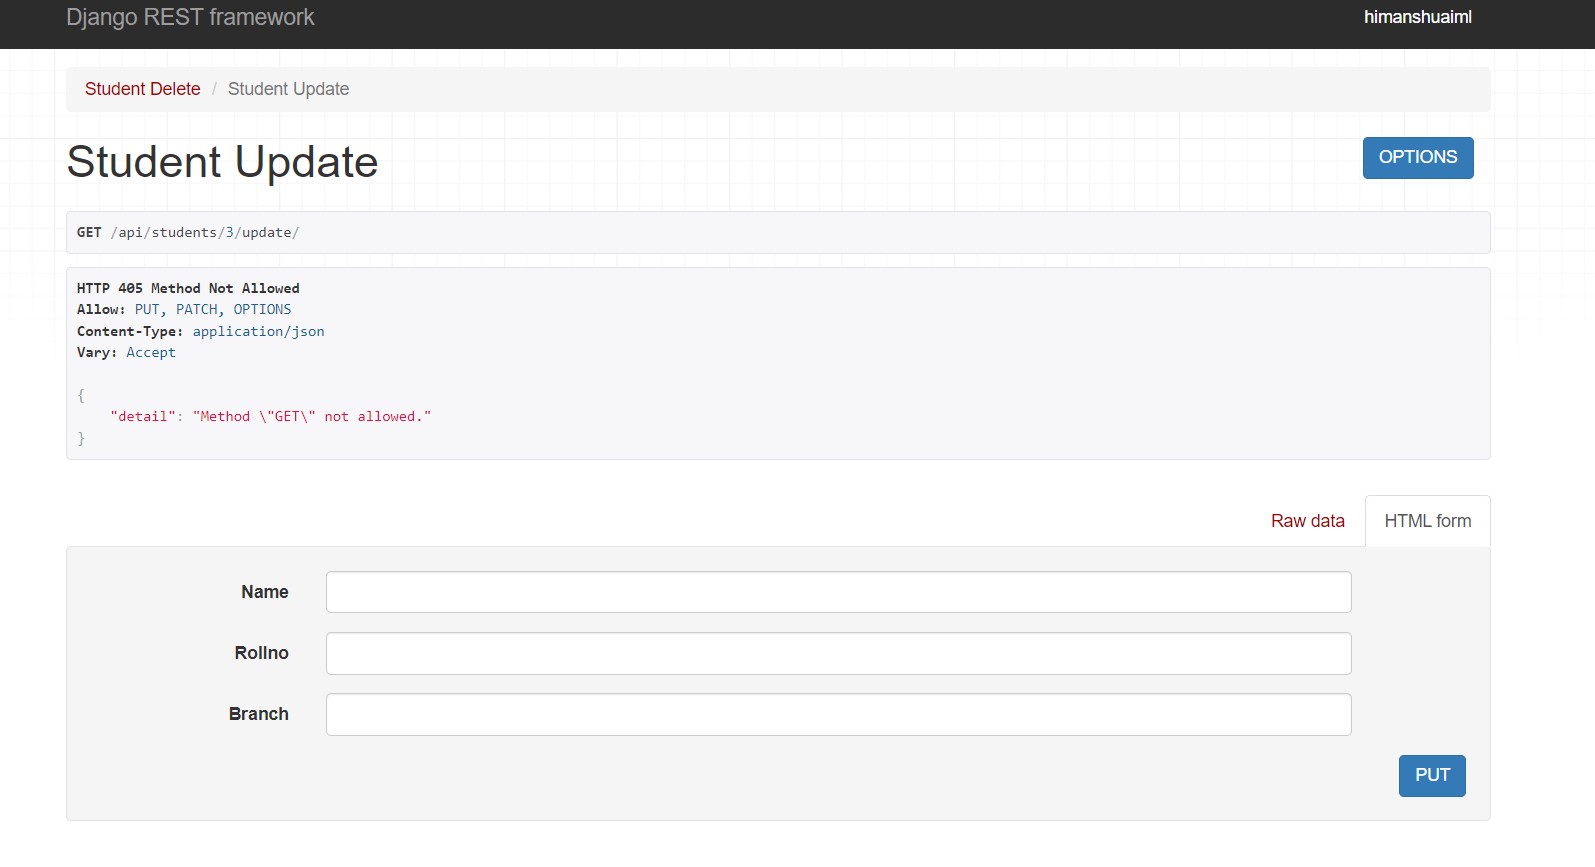 Django REST framework
himanshuaiml
Student Delete / Student Update
Student Update
OPTIONS
GET /api/students/3/update/
HTTP 405 Method Not Allowed
Allow: PUT, PATCH, OPTIONS
Content-Type: application/json
Vary: Accept
{
    "detail": "Method \"GET\" not allowed."
}
Raw data
HTML form
Name
Rollno
Branch
PUT